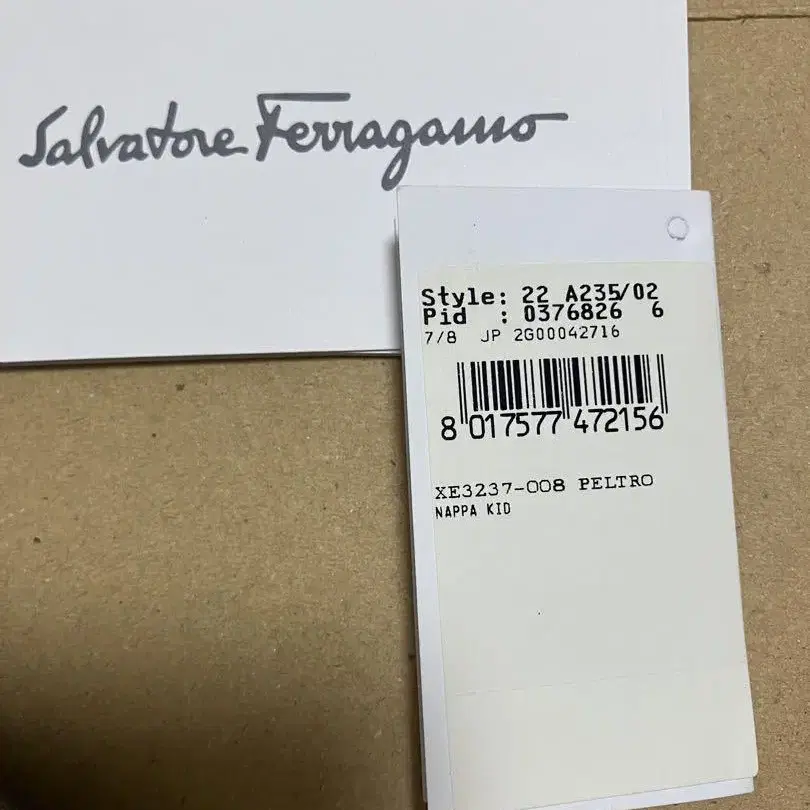 Salvatore Ferragamo
Style: 22 A235/02
Pid : 0376826 6
7/8 JP 2G00042716
8 017577 472156
XE3237-008 PELTRO
NAPPA KID